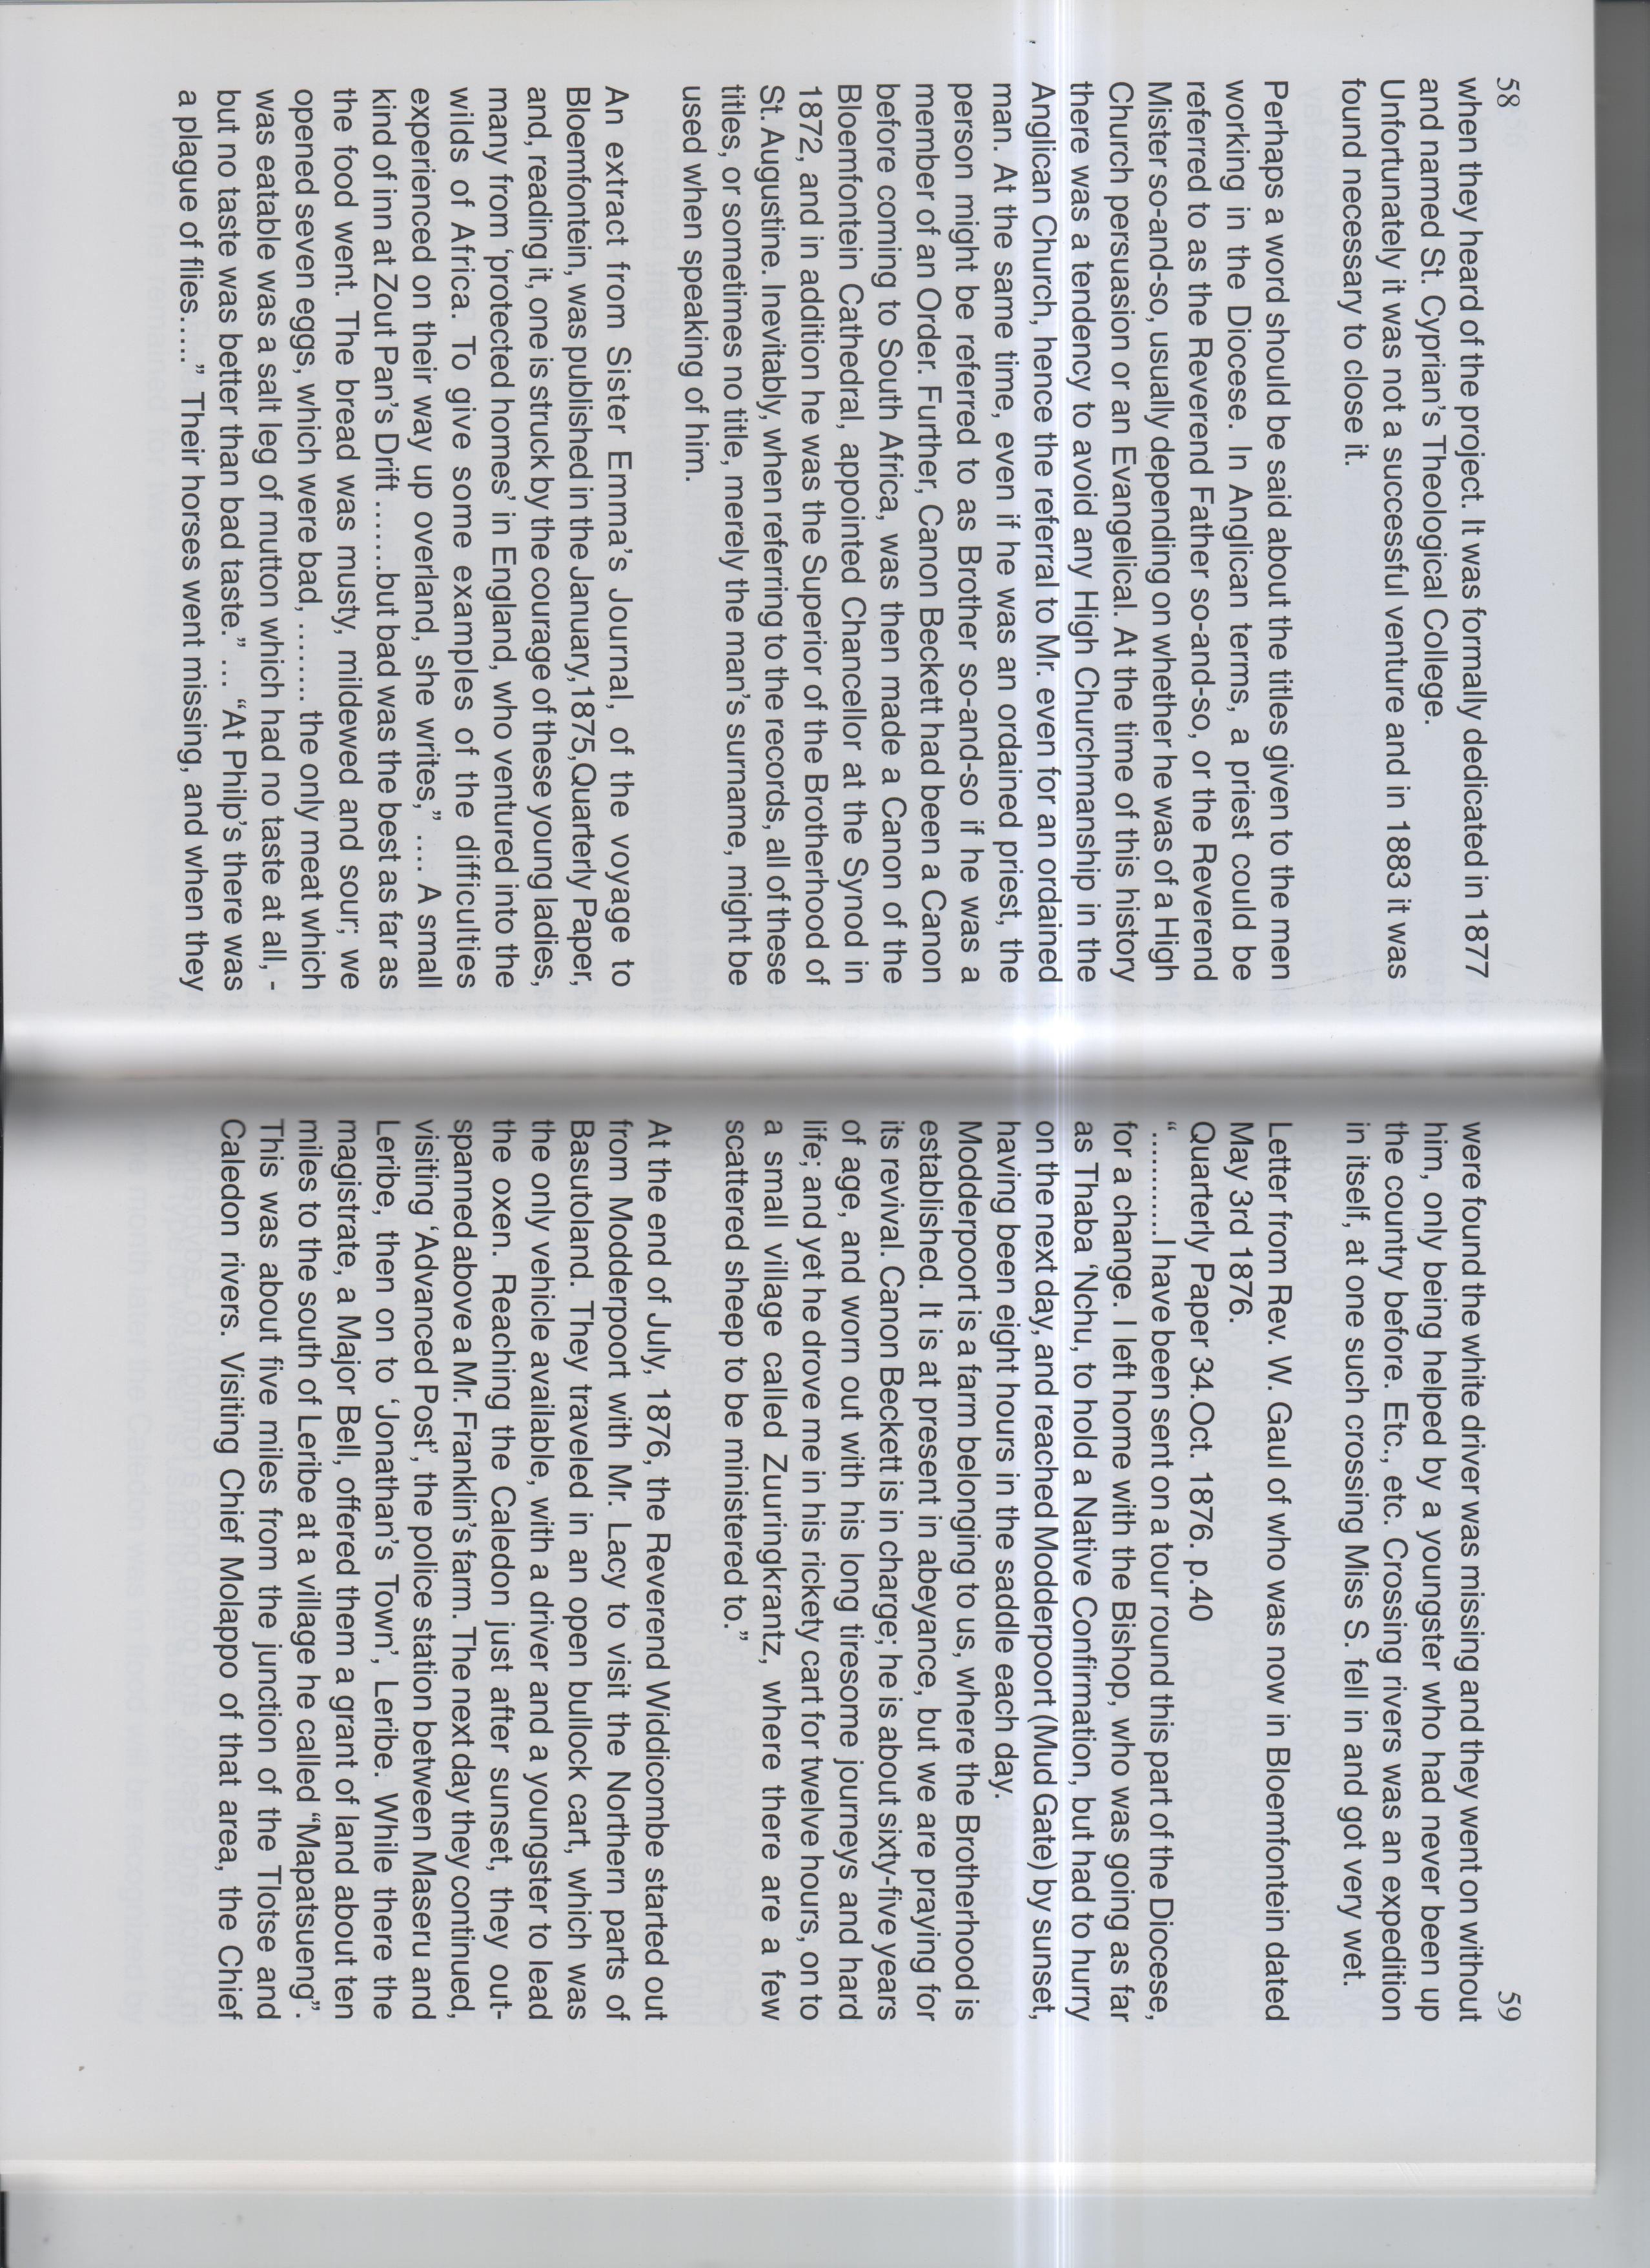 58
when they heard of the project. It was formally dedicated in 1877
and named St. Cyprian's Theological College.
Unfortunately it was not a successful venture and in 1883 it was
found necessary to close it.
Perhaps a word should be said about the titles given to the men
working in the Diocese. In Anglican terms, a priest could be
referred to as the Reverend Father so-and-so, or the Reverend
Mister so-and-so, usually depending on whether he was of a High
Church persuasion or an Evangelical. At the time of this history
there was a tendency to avoid any High Churchmanship in the
Anglican Church, hence the referral to Mr. even for an ordained
man. At the same time, even if he was an ordained priest, the
person might be referred to as Brother so-and-so if he was a
member of an Order. Further, Canon Beckett had been a Canon
before coming to South Africa, was then made a Canon of the
Bloemfontein Cathedral, appointed Chancellor at the Synod in
1872, and in addition he was the Superior of the Brotherhood of
St. Augustine. Inevitably, when referring to the records, all of these
titles, or sometimes no title, merely the man's surname, might be
used when speaking of him.
An extract from Sister Emma's Journal, of the voyage to
Bloemfontein, was published in the January,1875,Quarterly Paper,
and, reading it, one is struck by the courage of these young ladies,
many from ‘protected homes’ in England, who ventured into the
wilds of Africa. To give some examples of the difficulties
experienced on their way up overland, she writes,” …. A small
kind of inn at Zout Pan’s Drift …….but bad was the best as far as
the food went. The bread was musty, mildewed and sour; we
opened seven eggs, which were bad, ……... the only meat which
was eatable was a salt leg of mutton which had no taste at all, -
but no taste was better than bad taste.” … “At Philp’s there was
a plague of flies…..” Their horses went missing, and when they
59
were found the white driver was missing and they went on without
him, only being helped by a youngster who had never been up
the country before. Etc., etc. Crossing rivers was an expedition
in itself, at one such crossing Miss S. fell in and got very wet.
Letter from Rev. W. Gaul of who was now in Bloemfontein dated
May 3rd 1876.
Quarterly Paper 34.Oct. 1876. p.40
“………..I have been sent on a tour round this part of the Diocese,
for a change. I left home with the Bishop, who was going as far
as Thaba ‘Nchu, to hold a Native Confirmation, but had to hurry
on the next day, and reached Modderpoort (Mud Gate) by sunset,
having been eight hours in the saddle each day.
Modderpoort is a farm belonging to us, where the Brotherhood is
established. It is at present in abeyance, but we are praying for
its revival. Canon Beckett is in charge; he is about sixty-five years
of age, and worn out with his long tiresome journeys and hard
life; and yet he drove me in his rickety cart for twelve hours, on to
a small village called Zuuringkrantz, where there are a few
scattered sheep to be ministered to.”
At the end of July, 1876, the Reverend Widdicombe started out
from Modderport with Mr. Lacy to visit the Northern parts of
Basutoland. They traveled in an open bullock cart, which was
the only vehicle available, with a driver and a youngster to lead
the oxen. Reaching the Caledon just after sunset, they out-
spanned above a Mr. Franklin’s farm. The next day they continued,
visiting ‘Advanced Post’, the police station between Maseru and
Leribe, then on to ‘Jonathan’s Town’, Leribe. While there the
magistrate, a Major Bell, offered them a grant of land about ten
miles to the south of Leribe at a village he called “Mapatsueng”.
This was about five miles from the junction of the Tlotse and
Caledon rivers. Visiting Chief Molappo of that area, the Chief